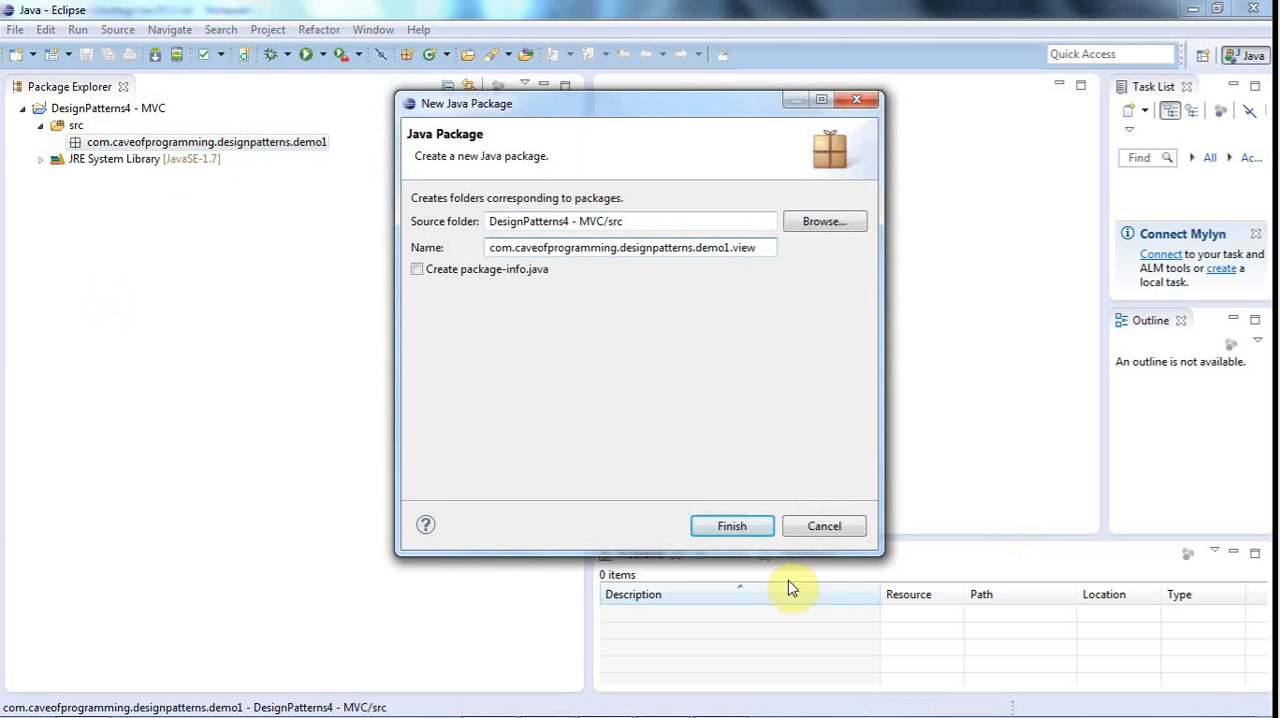 Java - Eclipse
File Edit Run Source Navigate Search Project Refactor Window Help
Quick Access
Java
Package Explorer
DesignPatterns4 - MVC
src
com.caveofprogramming.designpatterns.demo1
JRE System Library [JavaSE-1.7]
New Java Package
Java Package
Create a new Java package.
Creates folders corresponding to packages.
Source folder: DesignPatterns4 - MVC/src Browse...
Name: com.caveofprogramming.designpatterns.demo1.view
Create package-info.java
? Finish Cancel
Task List
Find All Ac...
Connect Mylyn
Connect to your task and
ALM tools or create a
local task.
Outline
An outline is not available.
0 items
Description Resource Path Location Type
com.caveofprogramming.designpatterns.demo1 - DesignPatterns4 - MVC/src